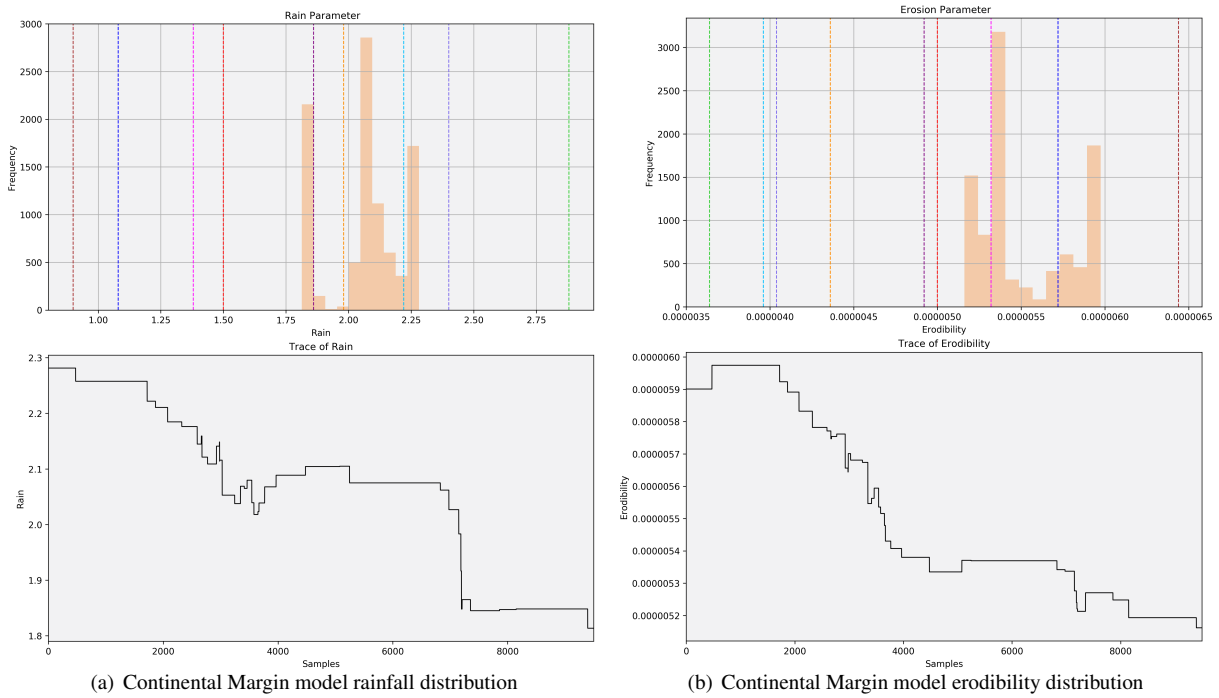 Rain Parameter
3000
2500
2000
1500
1000
500
0
Frequency
1.00 1.25 1.50 1.75 2.00 2.25 2.50 2.75
Rain
Trace of Rain
2.3
2.2
2.1
2.0
1.9
1.8
Rain
0 2000 4000 6000 8000
Samples
(a) Continental Margin model rainfall distribution
Erosion Parameter
3000
2500
2000
1500
1000
500
0
Frequency
0.0000035 0.0000040 0.0000045 0.0000050 0.0000055 0.0000060 0.0000065
Erodibility
Trace of Erodibility
0.0000060
0.0000059
0.0000058
0.0000057
0.0000056
0.0000055
0.0000054
0.0000053
0.0000052
Erodibility
0 2000 4000 6000 8000
Samples
(b) Continental Margin model erodibility distribution